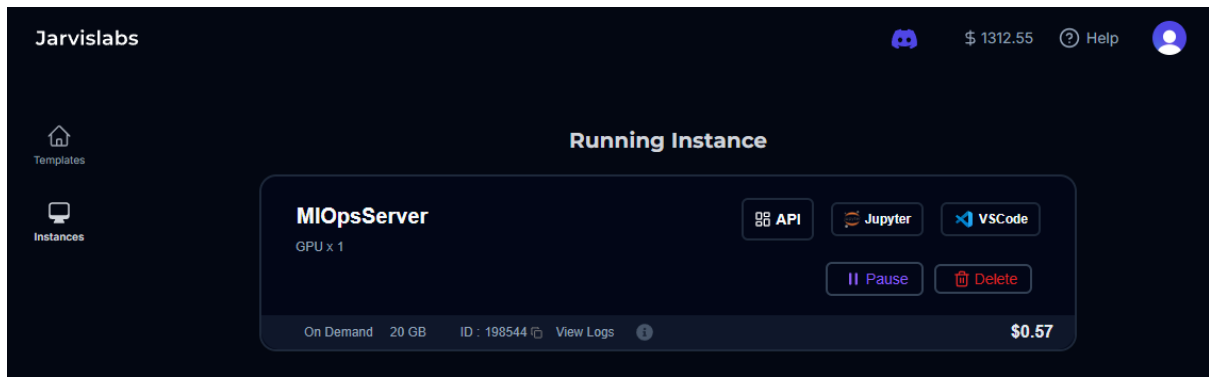 Jarvislabs
$ 1312.55
Help
Templates
Instances
Running Instance
MIOpsServer
GPU x 1
API
Jupyter
VSCode
Pause
Delete
On Demand 20 GB ID : 198544 View Logs $0.57